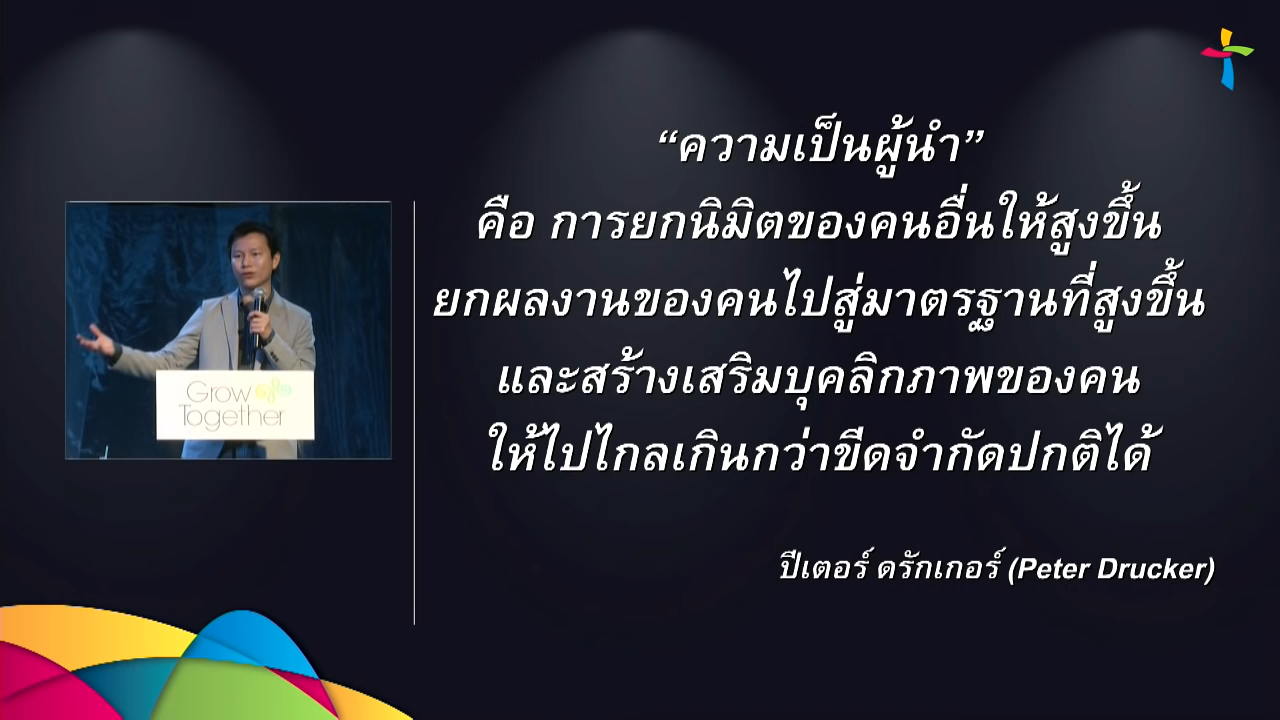 “ความเป็นผู้นำ”
คือ การยกนิมิตของคนอื่นให้สูงขึ้น
ยกผลงานของคนไปสู่มาตรฐานที่สูงขึ้น
และสร้างเสริมบุคลิกภาพของคน
ให้ไปไกลเกินกว่าขีดจำกัดปกติได้
ปีเตอร์ ดรักเกอร์ (Peter Drucker)
Grow
Together